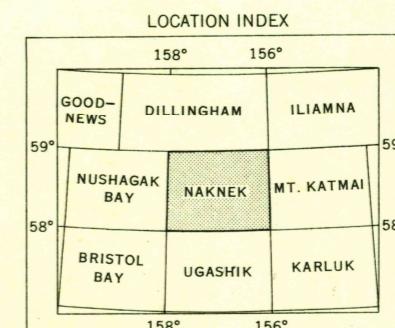 LOCATION INDEX
158° 156°
GOOD-
NEWS
DILLINGHAM
ILIAMNA
59° 59
NUSHAGAK
BAY
NAKNEK
MT. KATMAI
58° 58
BRISTOL
BAY
UGASHIK
KARLUK
158° 156°